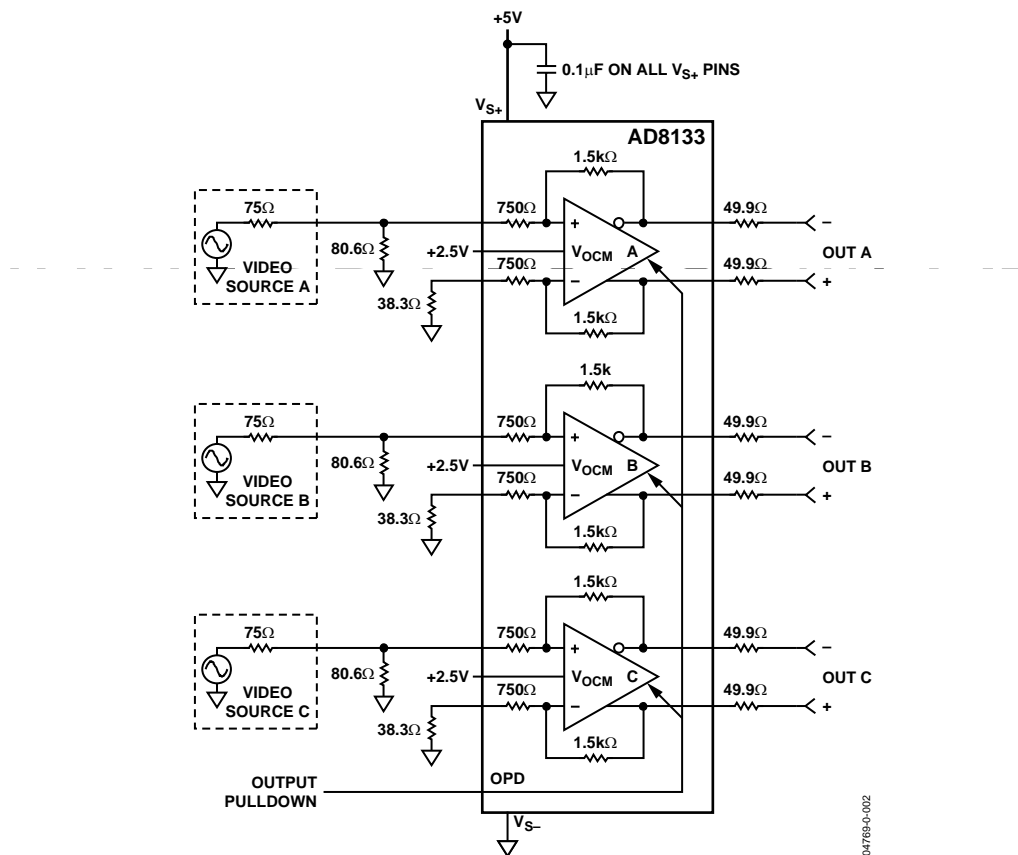 +5V
0.1μF ON ALL VS+ PINS
VS+
AD8133
1.5kΩ
75Ω
750Ω
49.9Ω
+
−
80.6Ω
+2.5V
VOCM
A
OUT A
VIDEO
SOURCE A
750Ω
49.9Ω
−
+
38.3Ω
1.5kΩ
1.5k
75Ω
750Ω
49.9Ω
+
−
80.6Ω
+2.5V
VOCM
B
OUT B
VIDEO
SOURCE B
750Ω
49.9Ω
−
+
38.3Ω
1.5kΩ
1.5kΩ
75Ω
750Ω
49.9Ω
+
−
80.6Ω
+2.5V
VOCM
C
OUT C
VIDEO
SOURCE C
750Ω
49.9Ω
−
+
38.3Ω
1.5kΩ
OUTPUT
PULLDOWN
OPD
VS−
04769-0-002